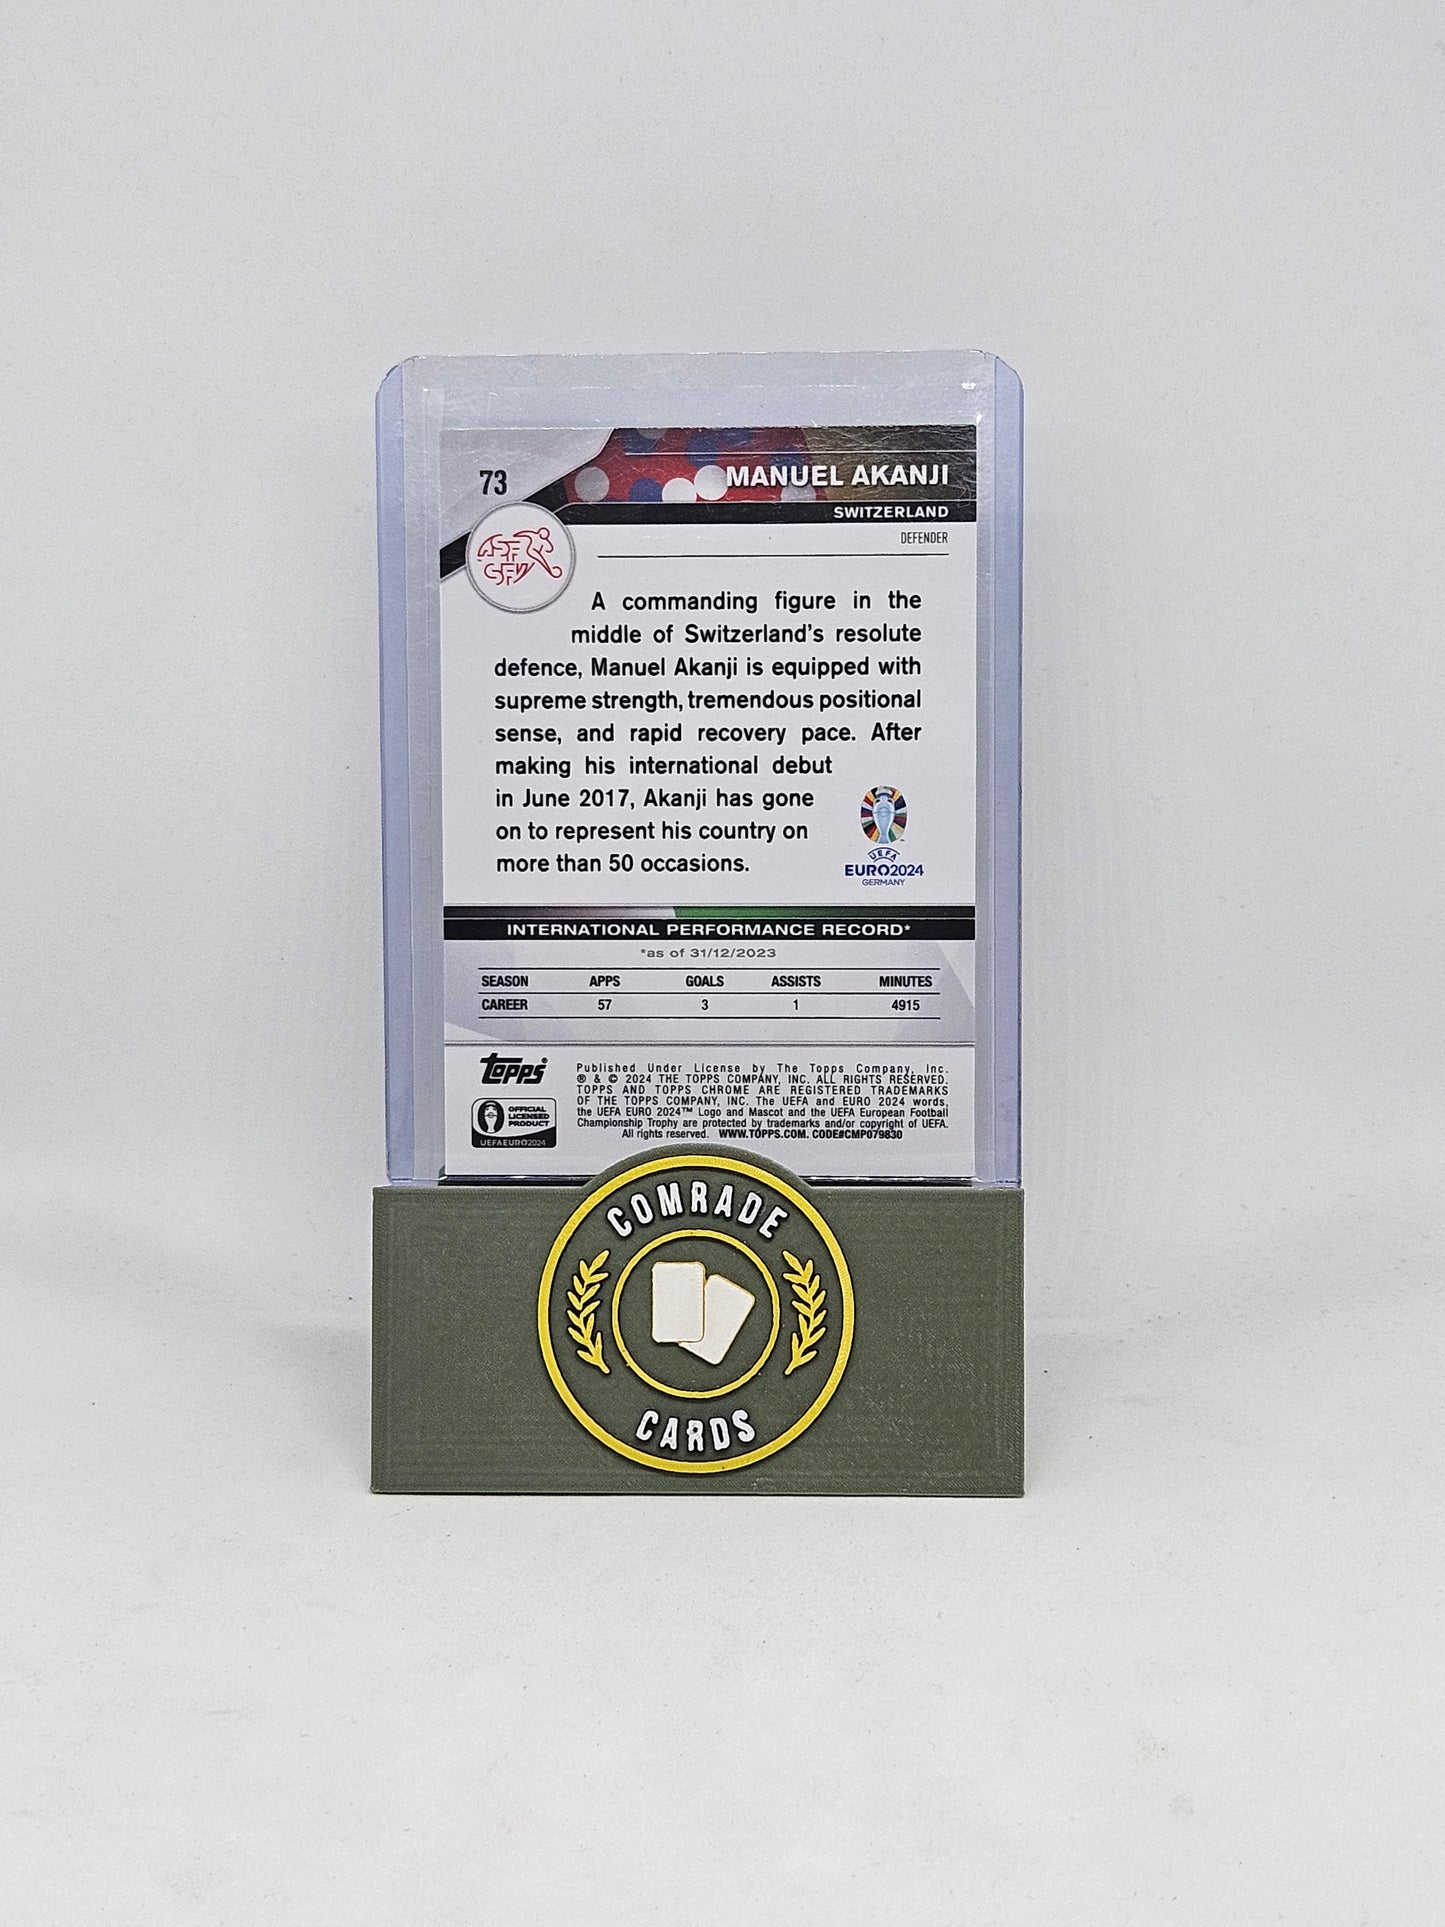 73
MANUEL AKANJI
SWITZERLAND
DEFENDER
ASF
SFV
A commanding figure in the
middle of Switzerland's resolute
defence, Manuel Akanji is equipped with
supreme strength, tremendous positional
sense, and rapid recovery pace. After
making his international debut
in June 2017, Akanji has gone
on to represent his country on
more than 50 occasions.
UEFA
EURO2024
GERMANY
INTERNATIONAL PERFORMANCE RECORD*
*as of 31/12/2023
SEASON APPS GOALS ASSISTS MINUTES
CAREER 57 3 1 4915
topps®
OFFICIAL
LICENSED
PRODUCT
UEFAEURO2024
Published Under License by The Topps Company, Inc.
® & © 2024 THE TOPPS COMPANY, INC. ALL RIGHTS RESERVED.
TOPPS AND TOPPS CHROME ARE REGISTERED TRADEMARKS
OF THE TOPPS COMPANY, INC. The UEFA and EURO 2024 words,
the UEFA EURO 2024™ Logo and Mascot and the UEFA European Football
Championship Trophy are protected by trademarks and/or copyright of UEFA.
All rights reserved. WWW.TOPPS.COM. CODE#CMP079830
COMRADE
CARDS